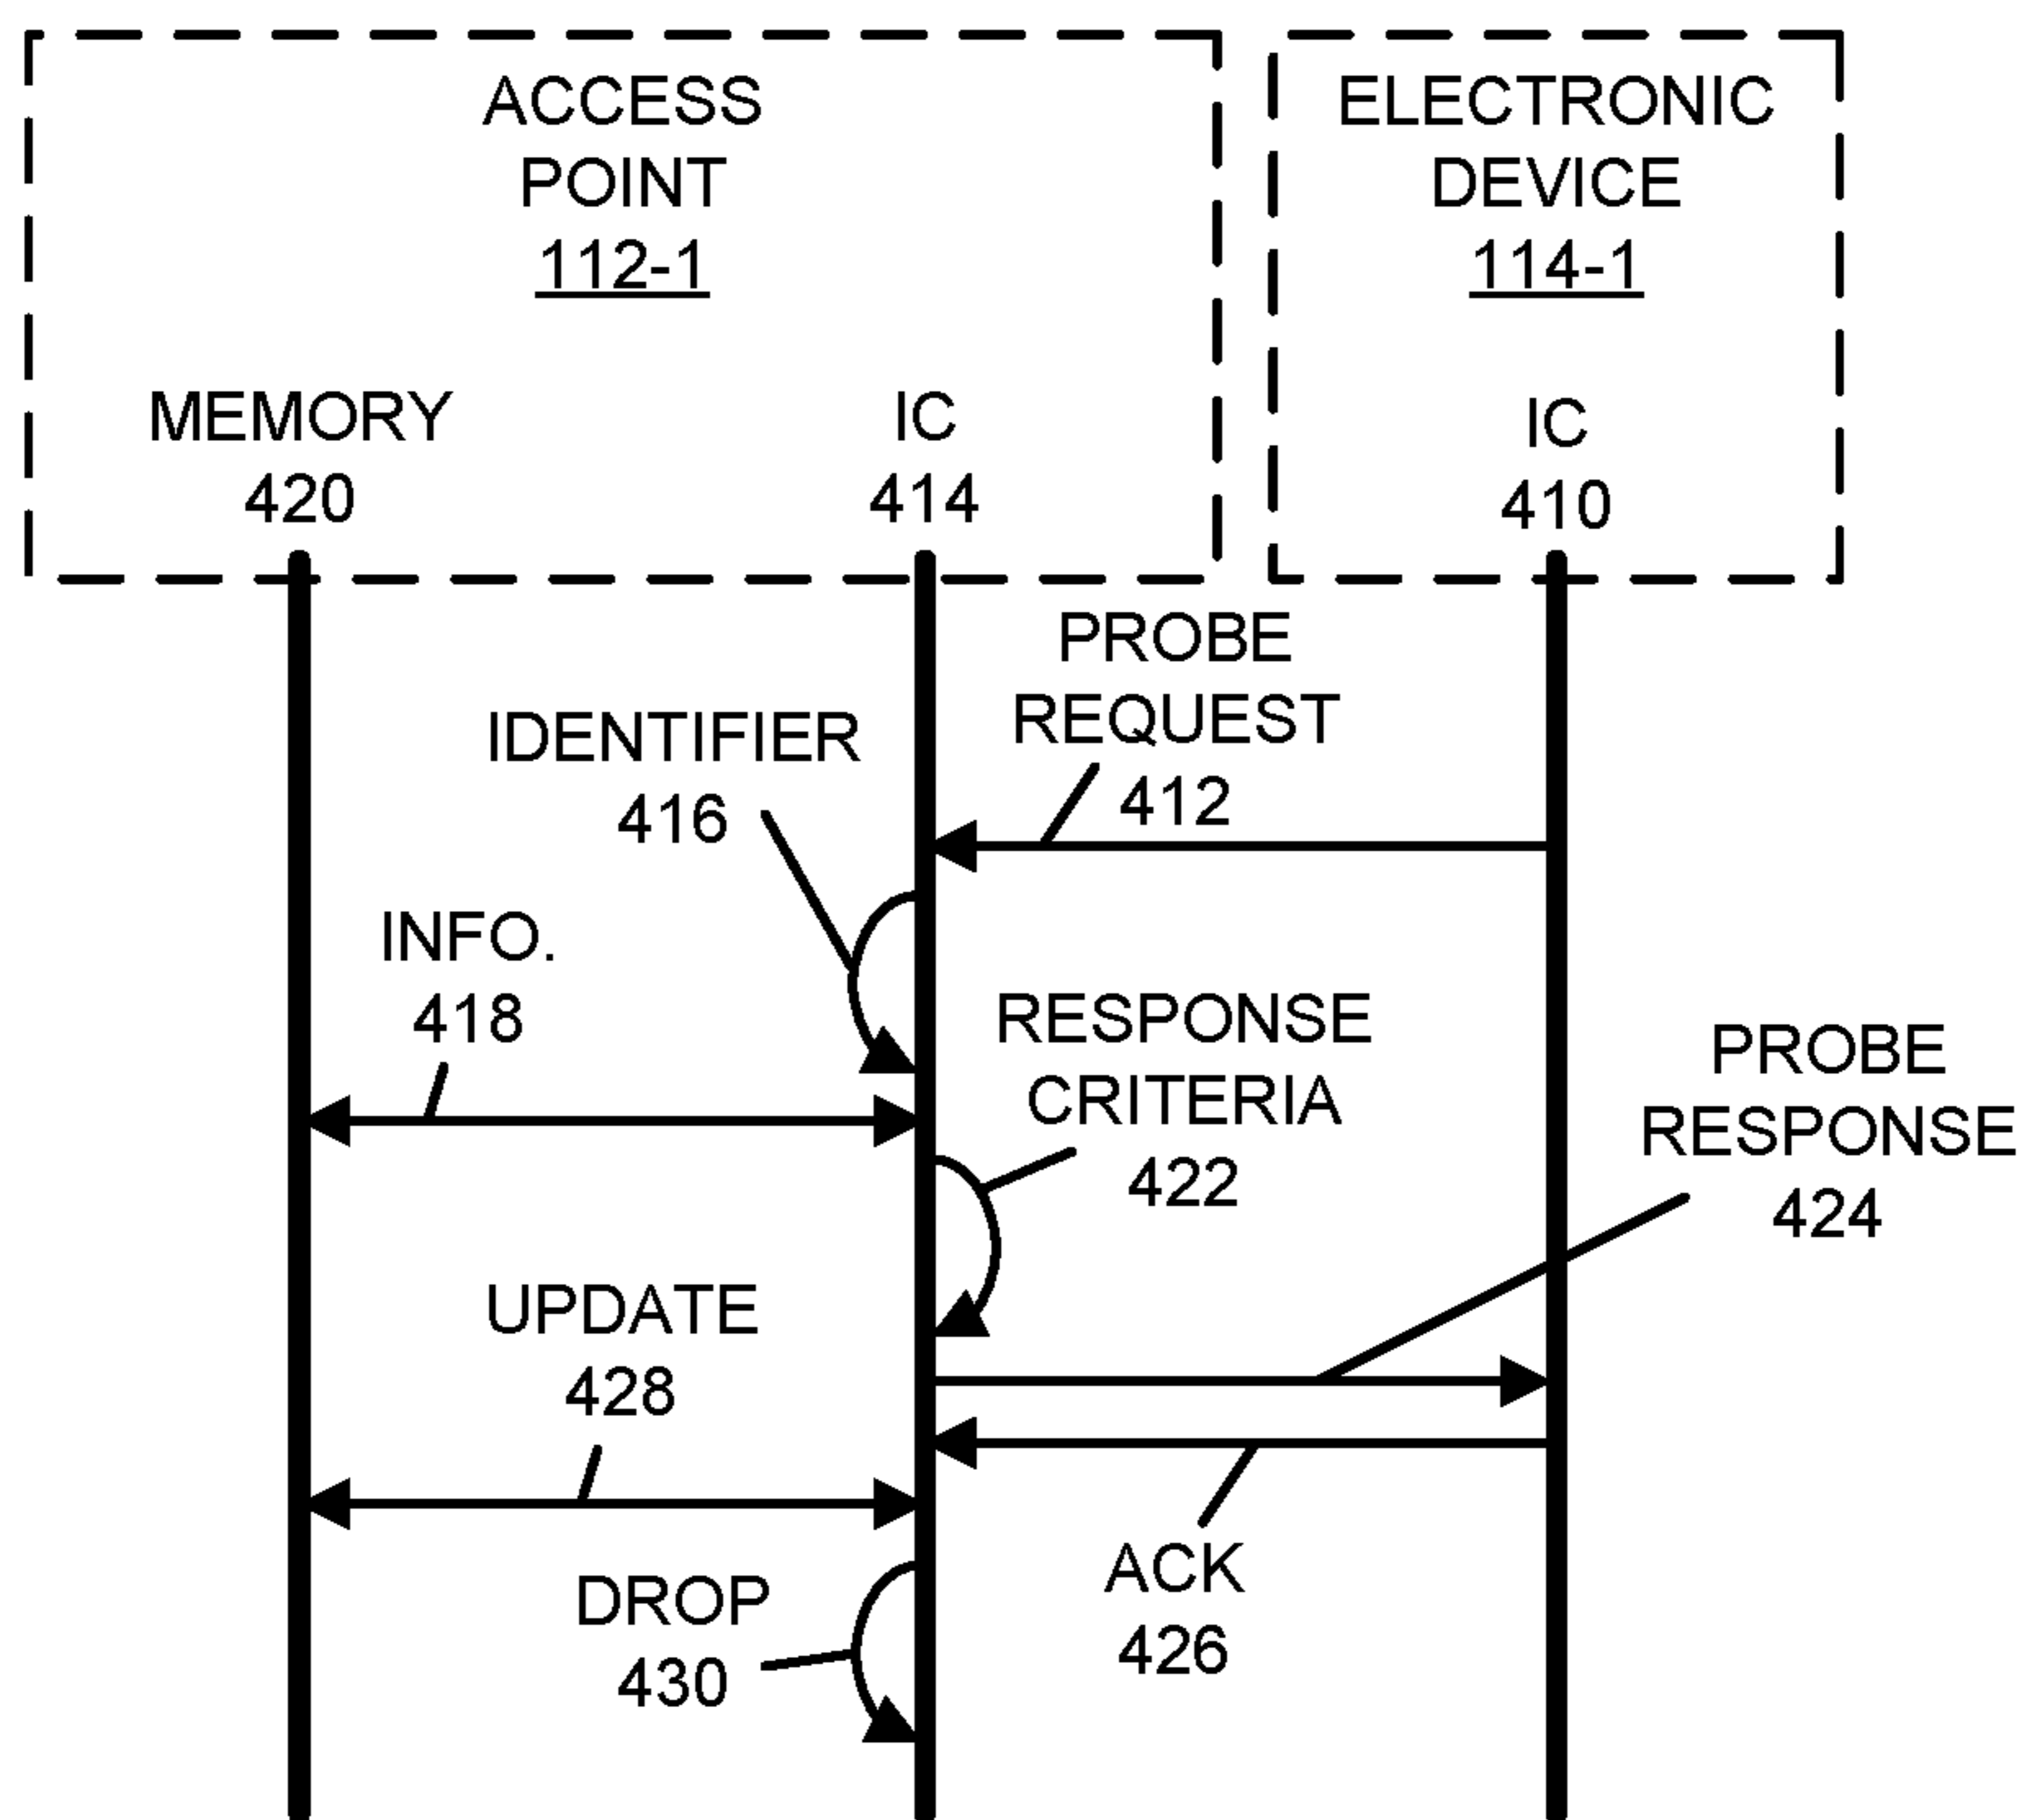 ACCESS
POINT
112-1
ELECTRONIC
DEVICE
114-1
MEMORY
420
IC
414
IC
410
PROBE
REQUEST
412
IDENTIFIER
416
INFO.
418
RESPONSE
CRITERIA
422
PROBE
RESPONSE
424
UPDATE
428
ACK
426
DROP
430